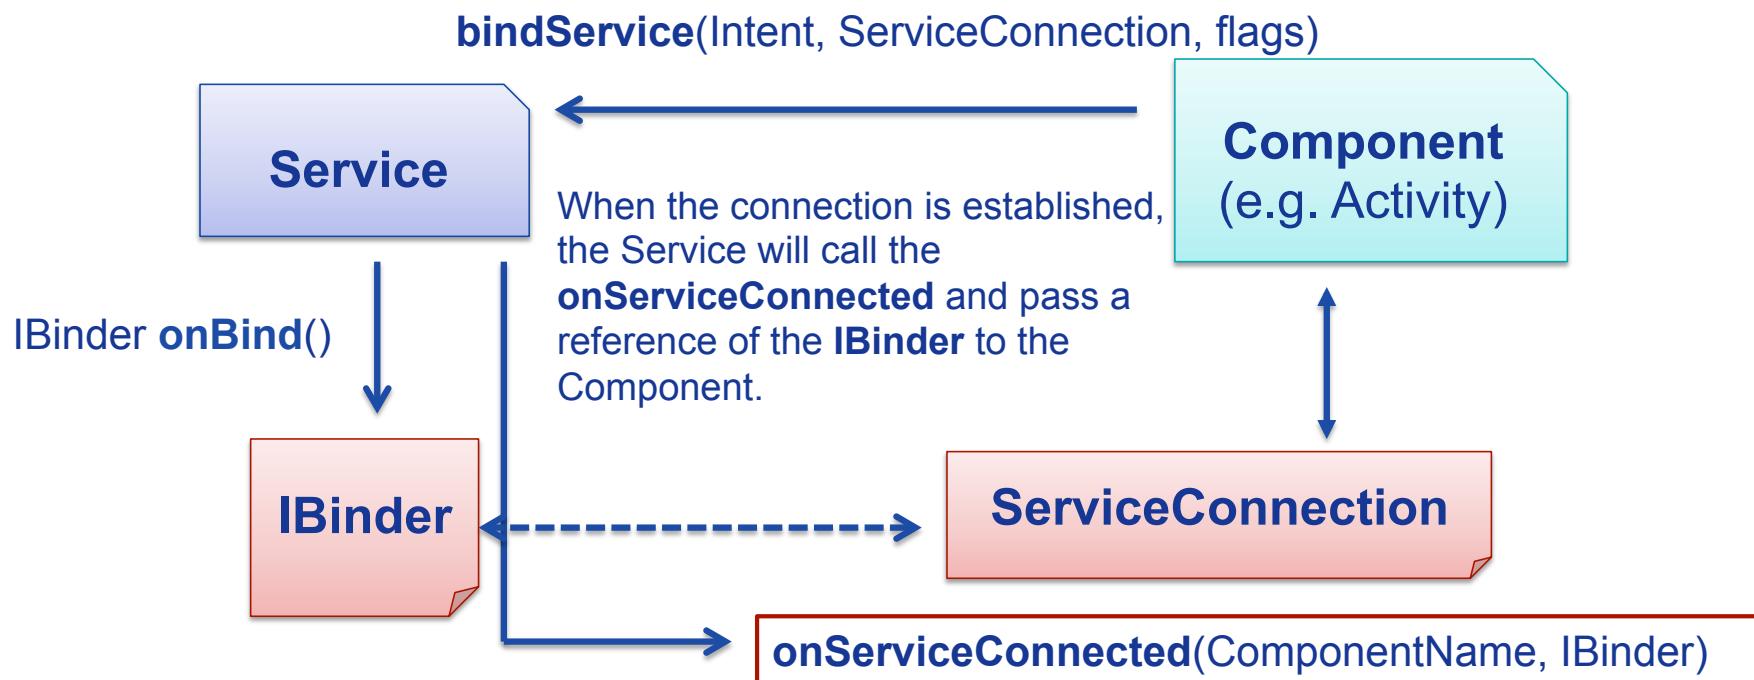 bindService(Intent, ServiceConnection, flags)
Service
Component
(e.g. Activity)
When the connection is established,
the Service will call the
onServiceConnected and pass a
reference of the IBinder to the
Component.
IBinder onBind()
IBinder
ServiceConnection
onServiceConnected(ComponentName, IBinder)